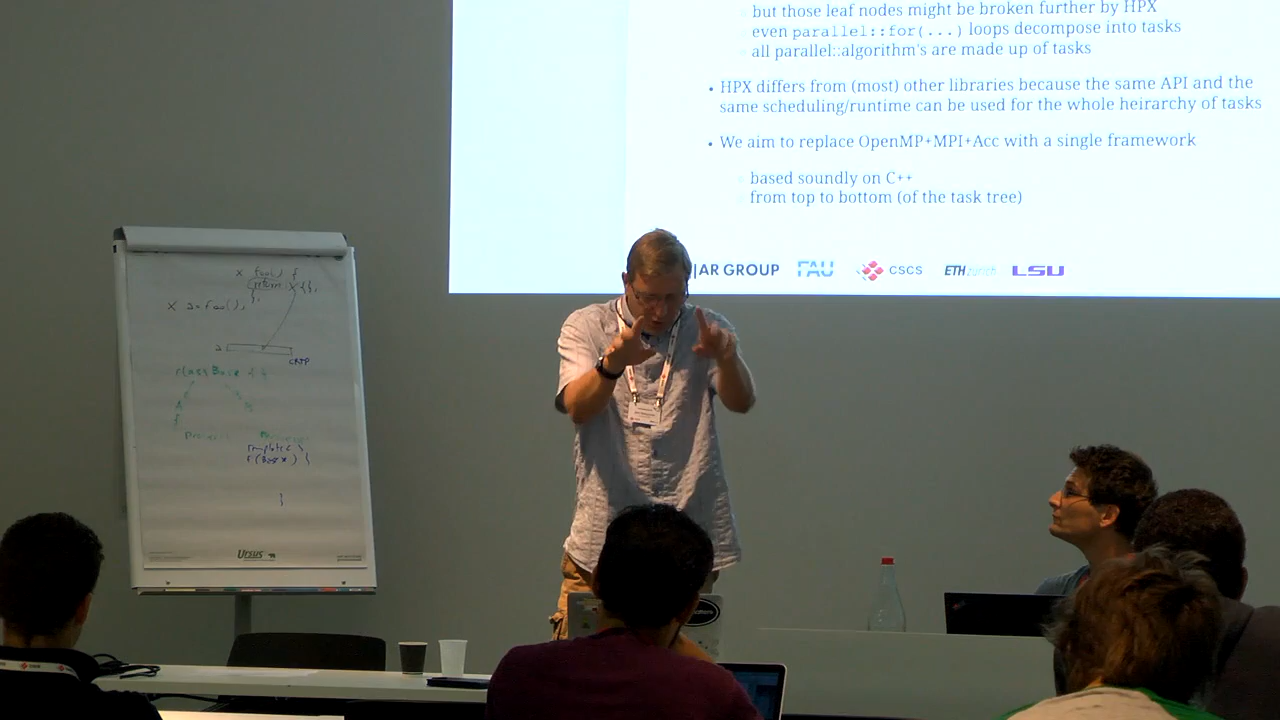 but those leaf nodes might be broken further by HPX
even parallel::for(...) loops decompose into tasks
all parallel::algorithm's are made up of tasks
• HPX differs from (most) other libraries because the same API and the
same scheduling/runtime can be used for the whole heirarchy of tasks
• We aim to replace OpenMP+MPI+Acc with a single framework
based soundly on C++
from top to bottom (of the task tree)
AR GROUP FAU CSCS ETH zürich LSU
x foo() {
return X{};
};
X a = foo();
a
CRTP
class Base {
A
}
Ursus